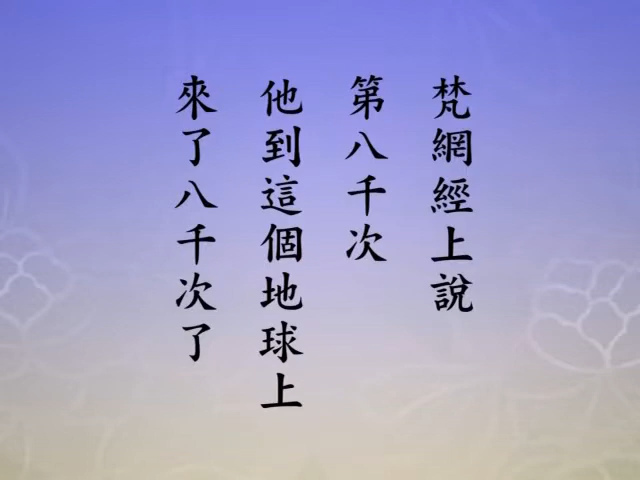 梵網經上說
第八千次
他到這個地球上
來了八千次了